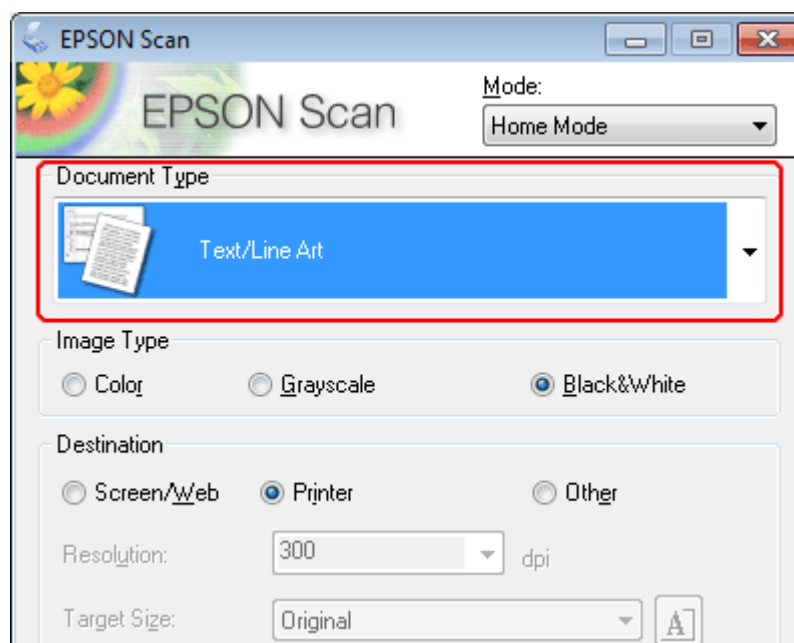 EPSON Scan
EPSON Scan
Mode:
Home Mode
Document Type
Text/Line Art
Image Type
Color Grayscale Black&White
Destination
Screen/Web Printer Other
Resolution: 300 dpi
Target Size: Original A